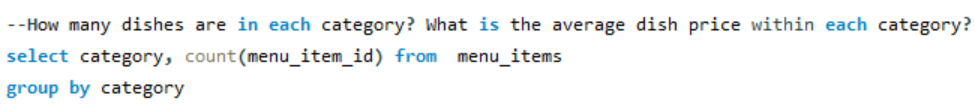 --How many dishes are in each category? What is the average dish price within each category?
select category, count(menu_item_id) from  menu_items
group by category